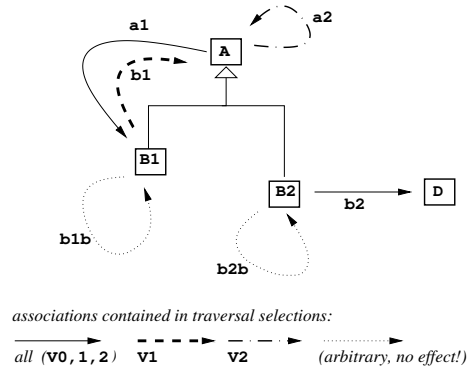 a1
a2
A
b1
B1
B2
D
b2
b1b
b2b
associations contained in traversal selections:
all (V0,1,2) V1 V2 (arbitrary, no effect!)